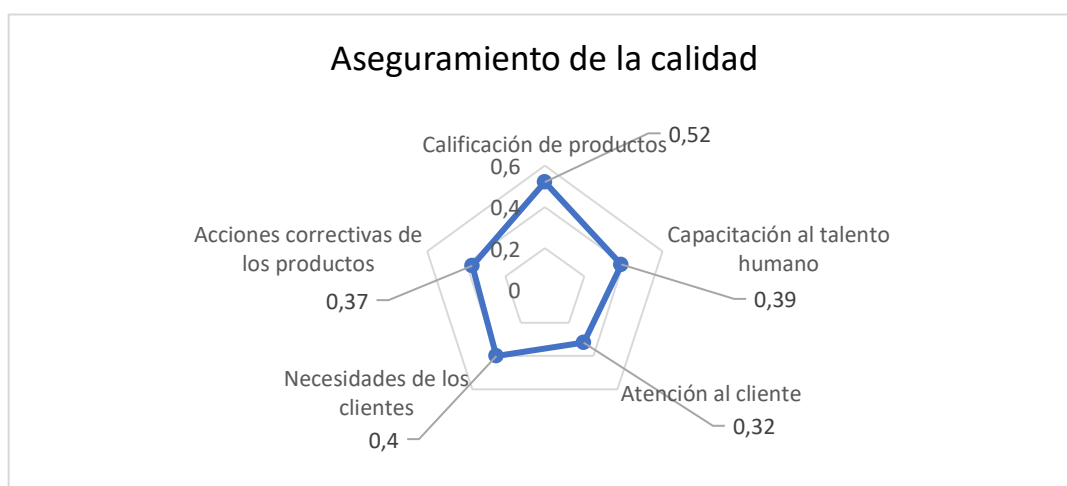 Aseguramiento de la calidad
Calificación de productos
0,52
0,6
0,4
0,2
0
Capacitación al talento
humano
0,39
Atención al cliente
0,32
Necesidades de los
clientes
0,4
Acciones correctivas de
los productos
0,37